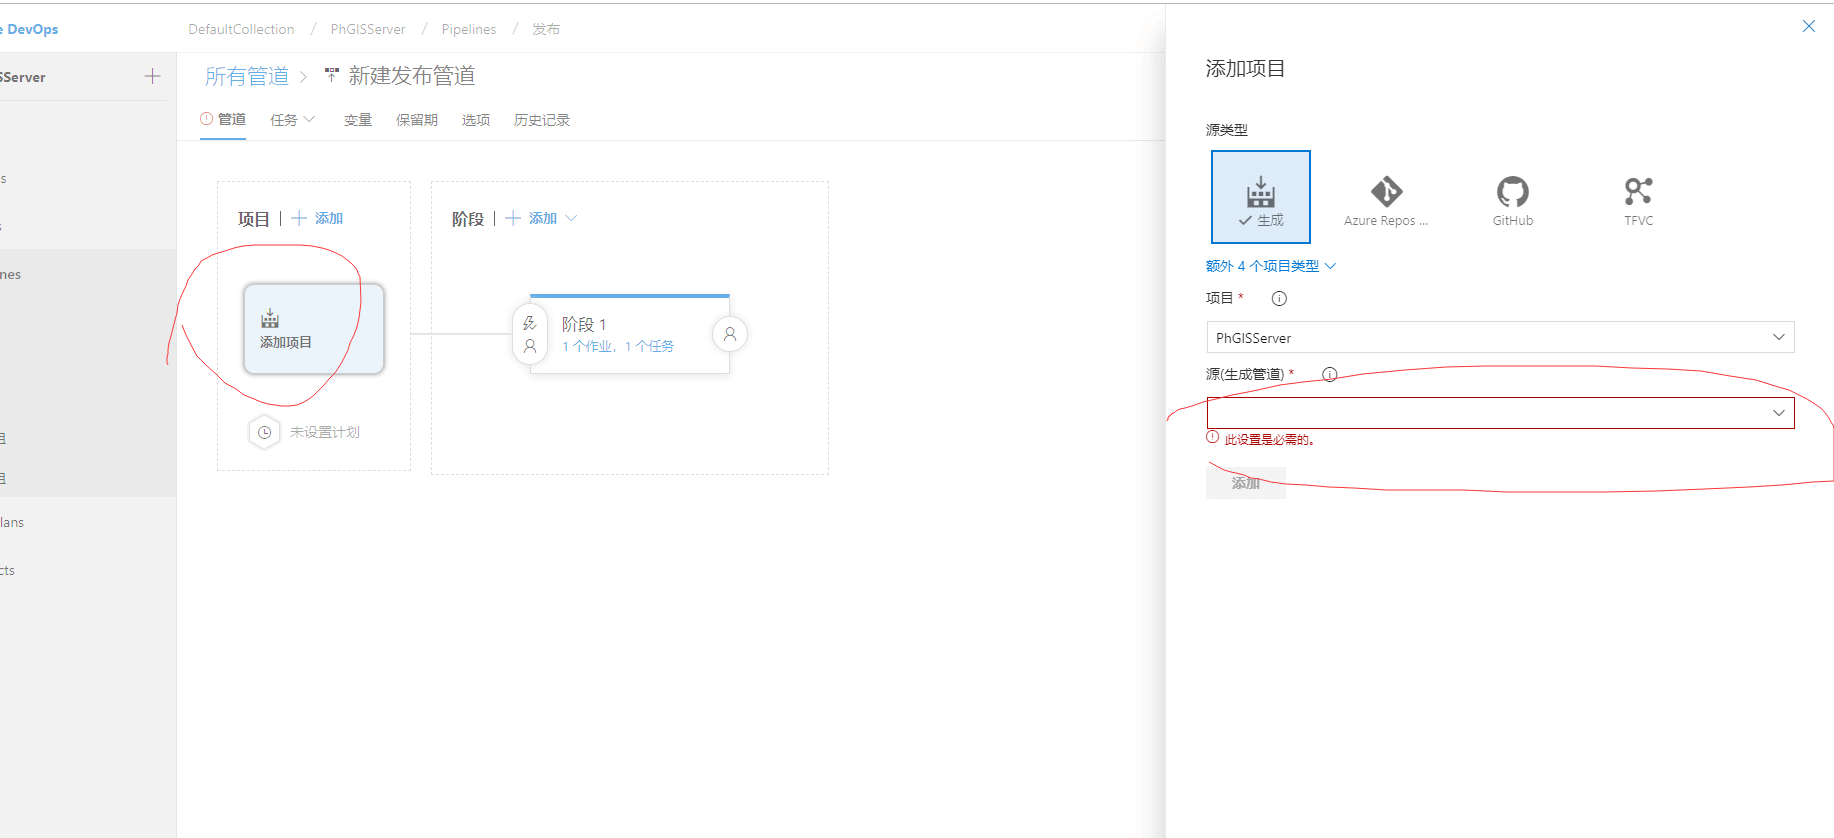 e DevOps
DefaultCollection / PhGISServer / Pipelines / 发布
SServer
所有管道 > 新建发布管道
管道 任务 变量 保留期 选项 历史记录
s
s
nes
组
组
lans
cts
项目 | + 添加
添加项目
未设置计划
阶段 | + 添加
阶段 1
1 个作业，1 个任务
添加项目
源类型
生成
Azure Repos ...
GitHub
TFVC
额外 4 个项目类型
项目 *
PhGISServer
源(生成管道) *
此设置是必需的。
添加